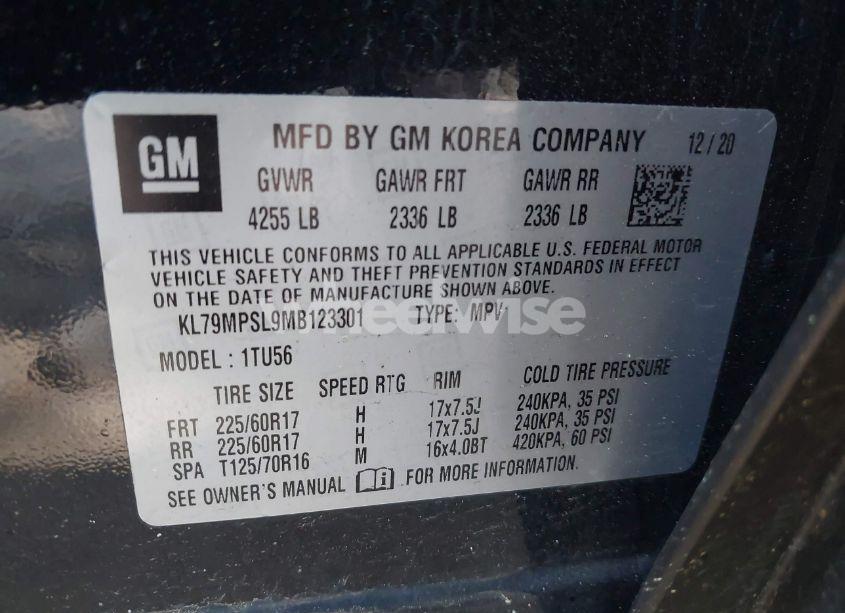 GM
MFD BY GM KOREA COMPANY 12/20
GVWR GAWR FRT GAWR RR
4255 LB 2336 LB 2336 LB
THIS VEHICLE CONFORMS TO ALL APPLICABLE U.S. FEDERAL MOTOR
VEHICLE SAFETY AND THEFT PREVENTION STANDARDS IN EFFECT
ON THE DATE OF MANUFACTURE SHOWN ABOVE.
KL79MPSL9MB123301 TYPE: MPV
Wheelwise
MODEL : 1TU56
TIRE SIZE SPEED RTG RIM COLD TIRE PRESSURE
FRT 225/60R17 H 17x7.5J 240KPA, 35 PSI
RR 225/60R17 H 17x7.5J 240KPA, 35 PSI
SPA T125/70R16 M 16x4.0BT 420KPA, 60 PSI
SEE OWNER'S MANUAL FOR MORE INFORMATION.